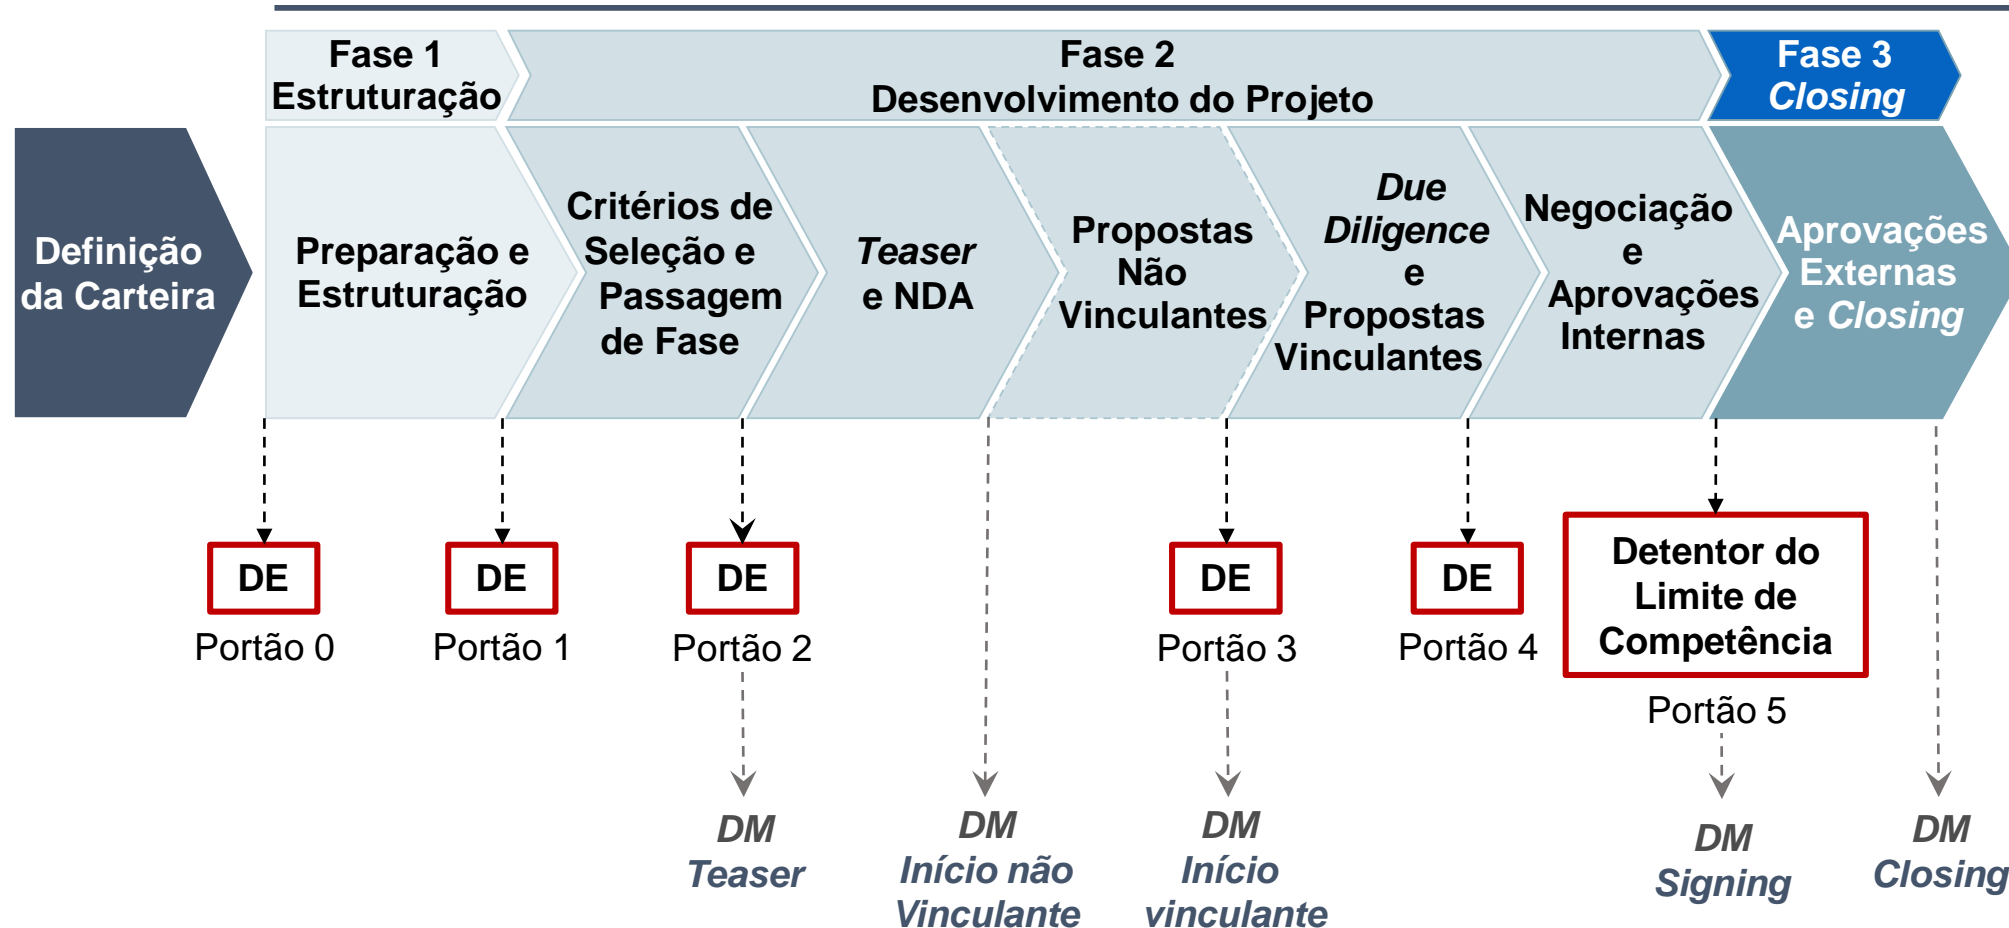 Fase 1
Estruturação
Fase 2
Desenvolvimento do Projeto
Fase 3
Closing
Definição
da Carteira
Preparação e
Estruturação
Critérios de
Seleção e
Passagem
de Fase
Teaser
e NDA
Propostas
Não
Vinculantes
Due
Diligence
e
Propostas
Vinculantes
Negociação
e
Aprovações
Internas
Aprovações
Externas
e Closing
DE
Portão 0
DE
Portão 1
DE
Portão 2
DE
Portão 3
DE
Portão 4
Detentor do
Limite de
Competência
Portão 5
DM
Teaser
DM
Início não
Vinculante
DM
Início
vinculante
DM
Signing
DM
Closing